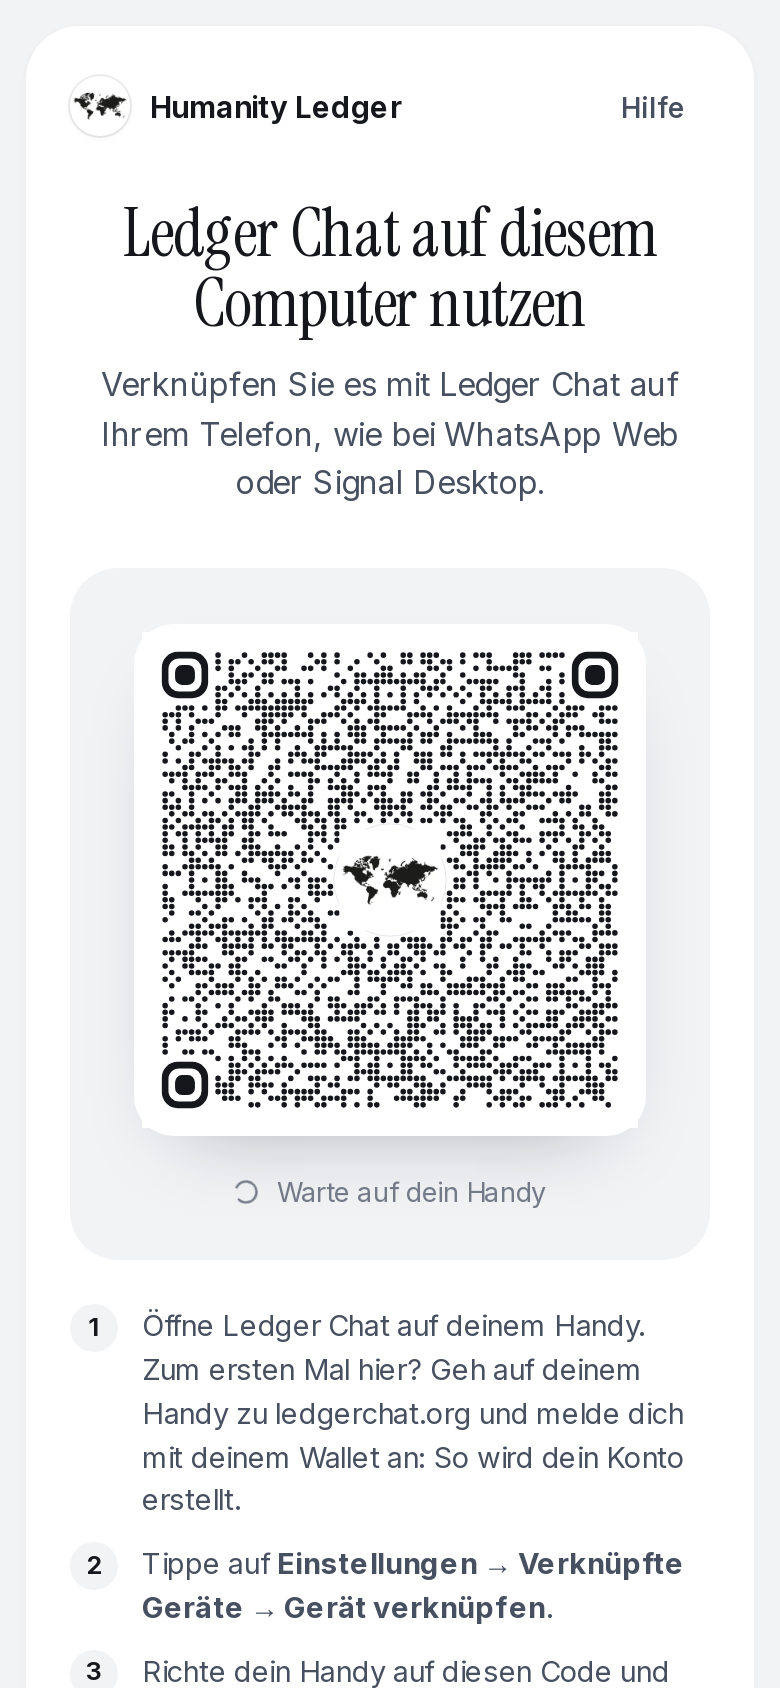 Humanity Ledger
Hilfe
Ledger Chat auf diesem
Computer nutzen
Verknüpfen Sie es mit Ledger Chat auf
Ihrem Telefon, wie bei WhatsApp Web
oder Signal Desktop.
Warte auf dein Handy
1
Öffne Ledger Chat auf deinem Handy.
Zum ersten Mal hier? Geh auf deinem
Handy zu ledgerchat.org und melde dich
mit deinem Wallet an: So wird dein Konto
erstellt.
2
Tippe auf Einstellungen → Verknüpfte
Geräte → Gerät verknüpfen.
3
Richte dein Handy auf diesen Code und